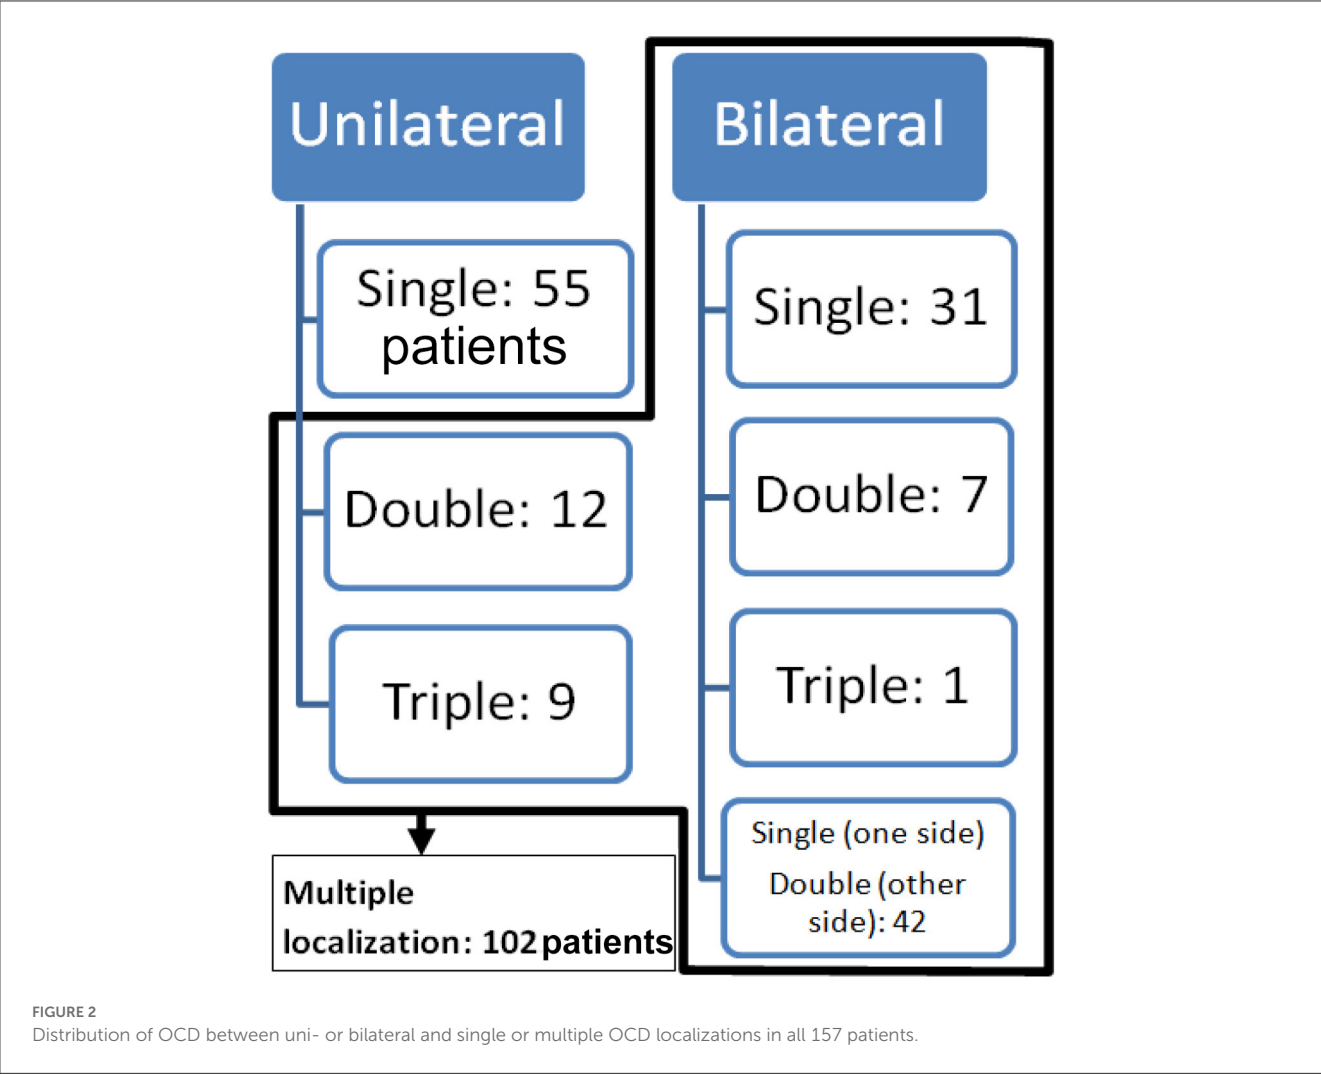 Unilateral
Single: 55
patients
Double: 12
Triple: 9
Multiple
localization: 102 patients
Bilateral
Single: 31
Double: 7
Triple: 1
Single (one side)
Double (other
side): 42
FIGURE 2
Distribution of OCD between uni- or bilateral and single or multiple OCD localizations in all 157 patients.